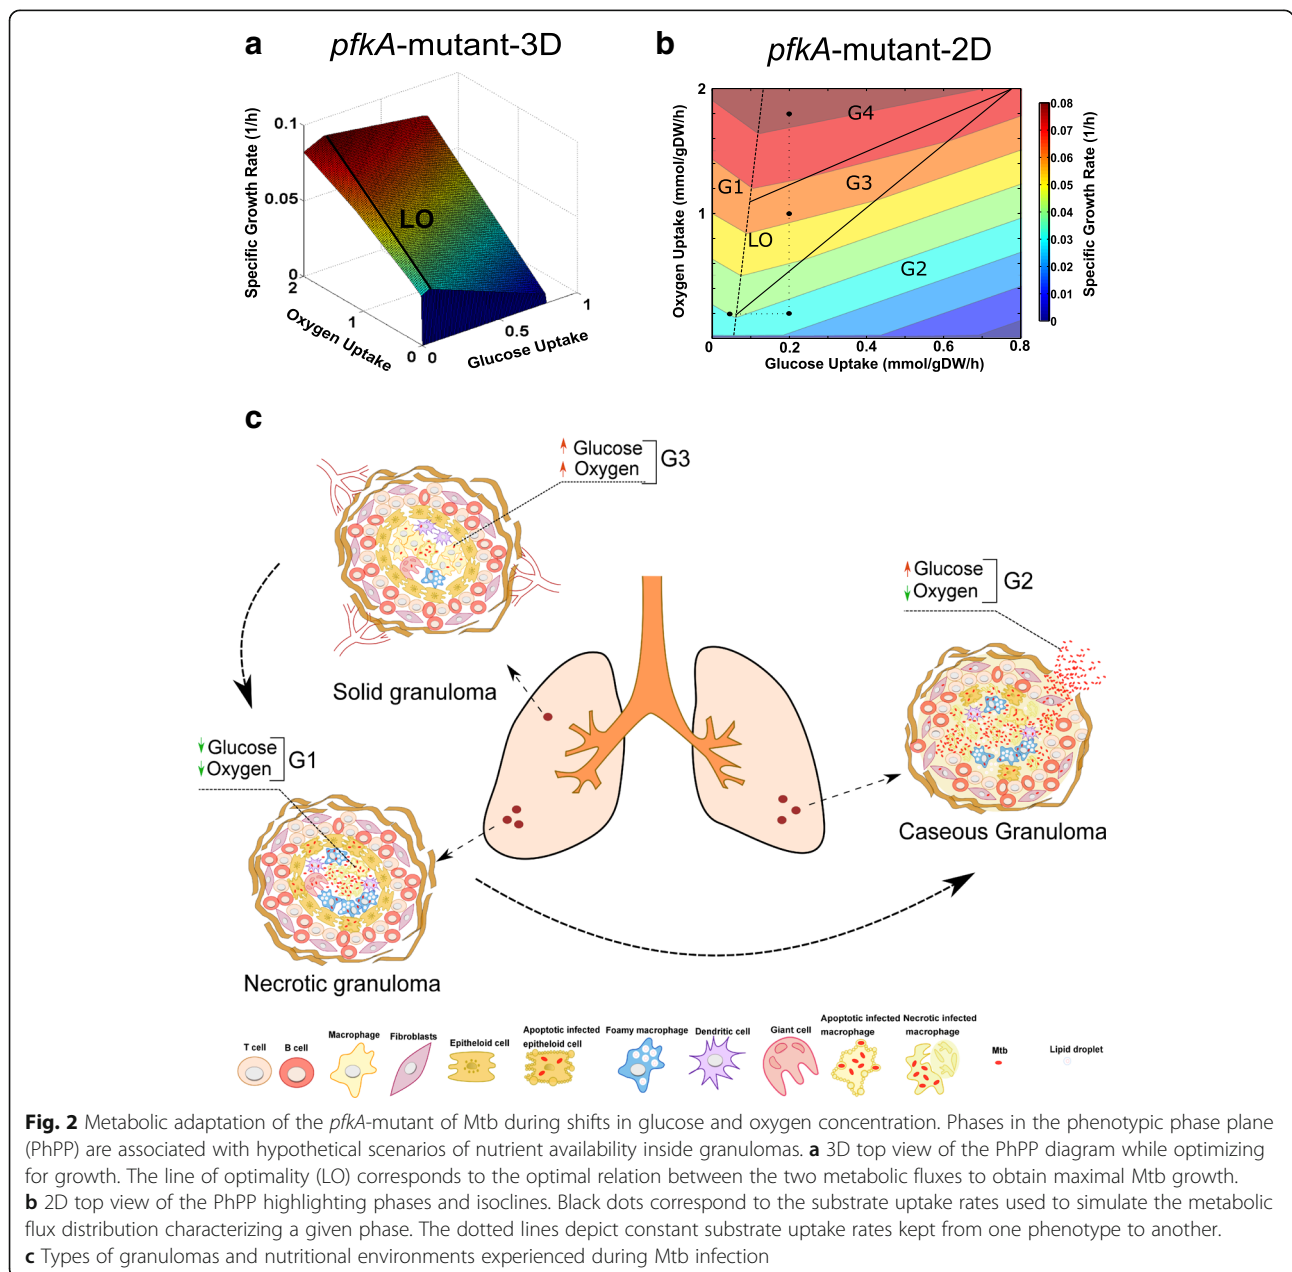 a pfkA-mutant-3D
Specific Growth Rate (1/h)
0.1
0.05
0
2
1
0
0
0.5
1
Oxygen Uptake
Glucose Uptake
LO
b pfkA-mutant-2D
Oxygen Uptake (mmol/gDW/h)
2
1
0
0.2
0.4
0.6
0.8
Glucose Uptake (mmol/gDW/h)
G4
G1
G3
LO
G2
0.08
0.07
0.06
0.05
0.04
0.03
0.02
0.01
0
Specific Growth Rate (1/h)
c
Glucose
Oxygen
G3
Solid granuloma
Glucose
Oxygen
G2
Caseous Granuloma
Glucose
Oxygen
G1
Necrotic granuloma
T cell
B cell
Macrophage
Fibroblasts
Epitheloid cell
Apoptotic infected
epitheloid cell
Foamy macrophage
Dendritic cell
Giant cell
Apoptotic infected
macrophage
Necrotic infected
macrophage
Mtb
Lipid droplet
Fig. 2 Metabolic adaptation of the pfkA-mutant of Mtb during shifts in glucose and oxygen concentration. Phases in the phenotypic phase plane
(PhPP) are associated with hypothetical scenarios of nutrient availability inside granulomas. a 3D top view of the PhPP diagram while optimizing
for growth. The line of optimality (LO) corresponds to the optimal relation between the two metabolic fluxes to obtain maximal Mtb growth.
b 2D top view of the PhPP highlighting phases and isoclines. Black dots correspond to the substrate uptake rates used to simulate the metabolic
flux distribution characterizing a given phase. The dotted lines depict constant substrate uptake rates kept from one phenotype to another.
c Types of granulomas and nutritional environments experienced during Mtb infection